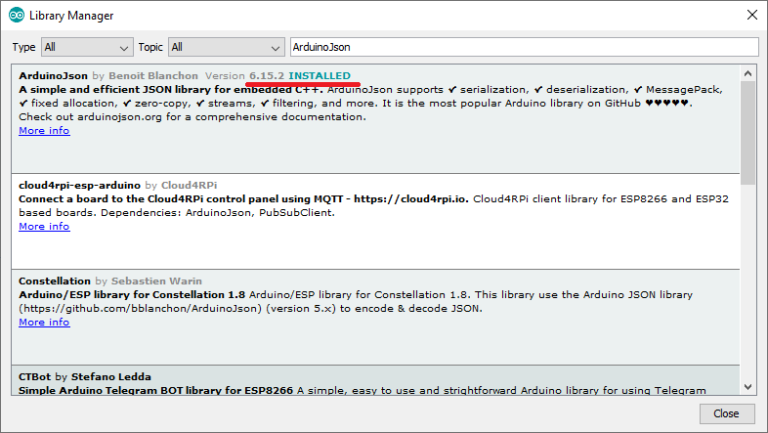 Library Manager
Type All Topic All ArduinoJson
ArduinoJson by Benoit Blanchon Version 6.15.2 INSTALLED
A simple and efficient JSON library for embedded C++. ArduinoJson supports ✔ serialization, ✔ deserialization, ✔ MessagePack,
✔ fixed allocation, ✔ zero-copy, ✔ streams, ✔ filtering, and more. It is the most popular Arduino library on GitHub ♥♥♥♥♥.
Check out arduinojson.org for a comprehensive documentation.
More info
cloud4rpi-esp-arduino by Cloud4RPi
Connect a board to the Cloud4RPi control panel using MQTT - https://cloud4rpi.io. Cloud4RPi client library for ESP8266 and ESP32
based boards. Dependencies: ArduinoJson, PubSubClient.
More info
Constellation by Sebastien Warin
Arduino/ESP library for Constellation 1.8 Arduino/ESP library for Constellation 1.8. This library use the Arduino JSON library
(https://github.com/bblanchon/ArduinoJson) (version 5.x) to encode & decode JSON.
More info
CTBot by Stefano Ledda
Simple Arduino Telegram BOT library for ESP8266 A simple, easy to use and strightforward Arduino library for using Telegram
Close